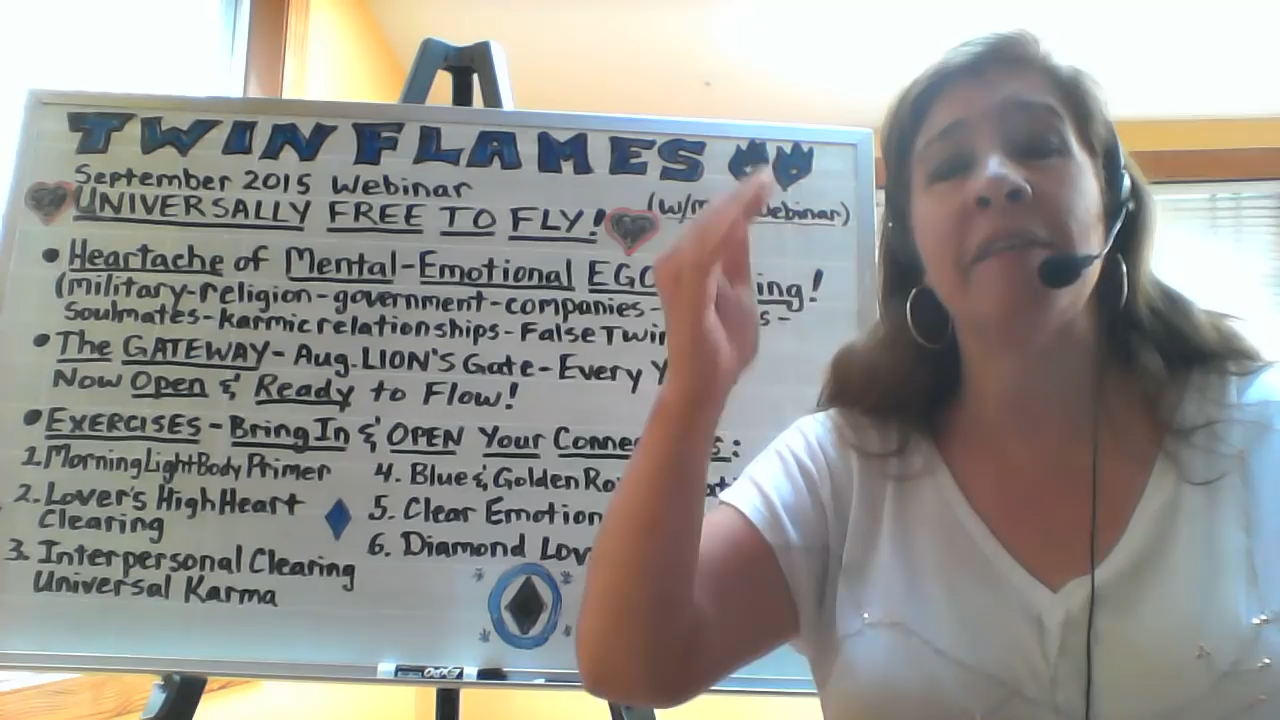 TWIN FLAMES
September 2015 Webinar
(w/m ebinar)
UNIVERSALLY FREE TO FLY!
• Heartache of Mental-Emotional EGO ing!
(military-religion-government-companies-
Soulmates-karmic relationships-False Twin s-
• The GATEWAY- Aug. LION'S Gate-Every Y
Now Open & Ready to Flow!
• EXERCISES - Bring In & OPEN Your Conne s:
1. Morning Light Body Primer
2. Lover's High Heart
Clearing
3. Interpersonal Clearing
Universal Karma
4. Blue & Golden Ro
5. Clear Emotion
6. Diamond Lov
EXPO